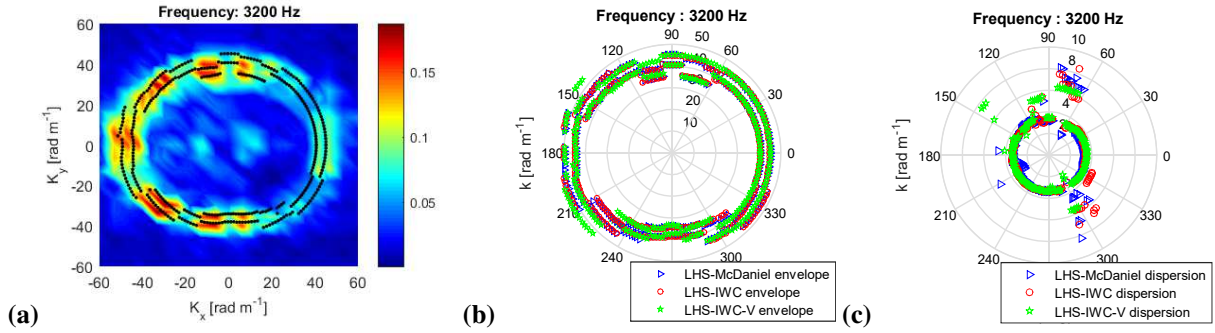 Frequency: 3200 Hz
60
40
20
0
-20
-40
-60
K_y [rad m^-1]
-60 -40 -20 0 20 40 60
K_x [rad m^-1]
0.15
0.1
0.05
(a)
Frequency : 3200 Hz
90
50
120
60
150
30
20
10
180
0
k [rad m^-1]
210
330
240
300
LHS-McDaniel envelope
LHS-IWC envelope
LHS-IWC-V envelope
(b)
Frequency : 3200 Hz
90
10
120
60
8
150
30
4
180
0
k [rad m^-1]
210
330
240
300
LHS-McDaniel dispersion
LHS-IWC dispersion
LHS-IWC-V dispersion
(c)